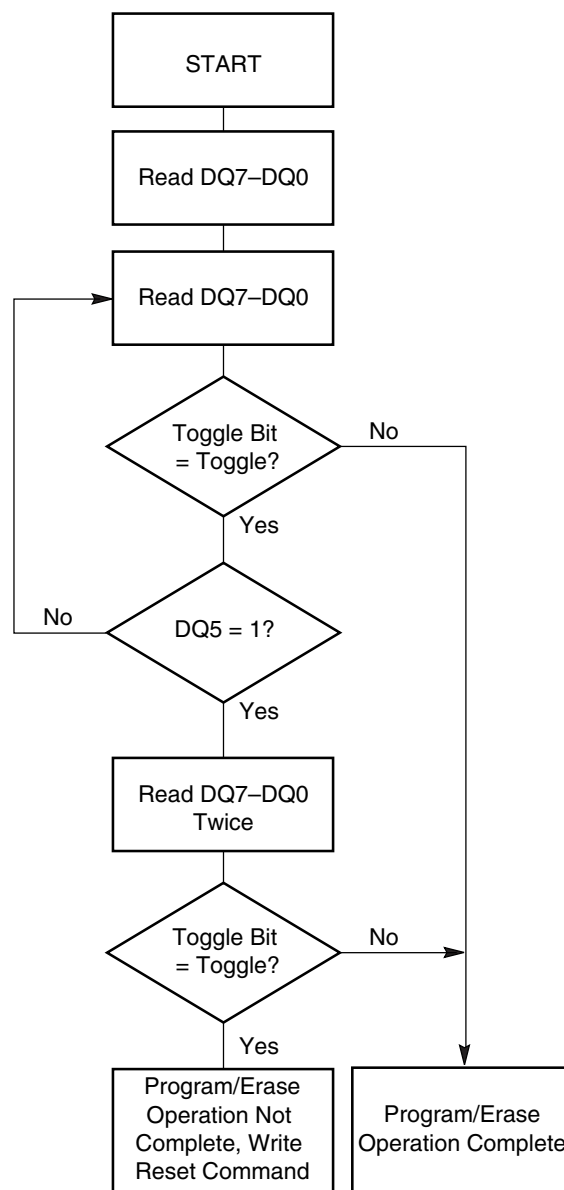 START
Read DQ7–DQ0
Read DQ7–DQ0
Toggle Bit
= Toggle?
No
Yes
No
DQ5 = 1?
Yes
Read DQ7–DQ0
Twice
Toggle Bit
= Toggle?
No
Yes
Program/Erase
Operation Not
Complete, Write
Reset Command
Program/Erase
Operation Complete